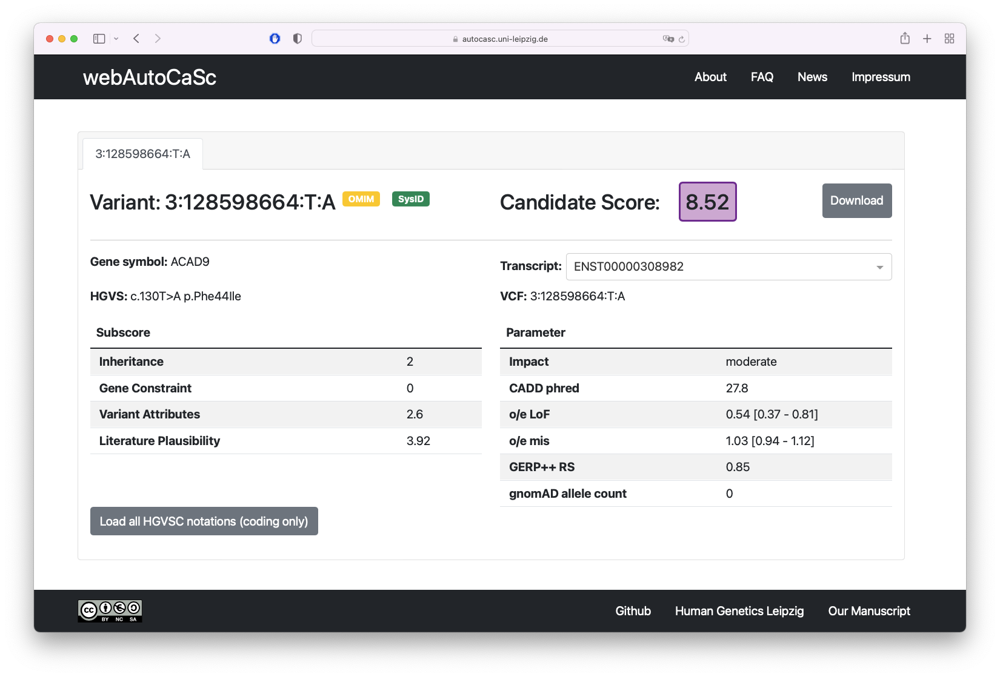 autocasc.uni-leipzig.de
webAutoCaSc
About FAQ News Impressum
3:128598664:T:A
Variant: 3:128598664:T:A OMIM SysID
Candidate Score: 8.52 Download
Gene symbol: ACAD9
Transcript: ENST00000308982
HGVS: c.130T>A p.Phe44Ile
VCF: 3:128598664:T:A
Subscore
Inheritance 2
Gene Constraint 0
Variant Attributes 2.6
Literature Plausibility 3.92
Parameter
Impact moderate
CADD phred 27.8
o/e LoF 0.54 [0.37 - 0.81]
o/e mis 1.03 [0.94 - 1.12]
GERP++ RS 0.85
gnomAD allele count 0
Load all HGVSC notations (coding only)
cc
BY NC SA
Github Human Genetics Leipzig Our Manuscript